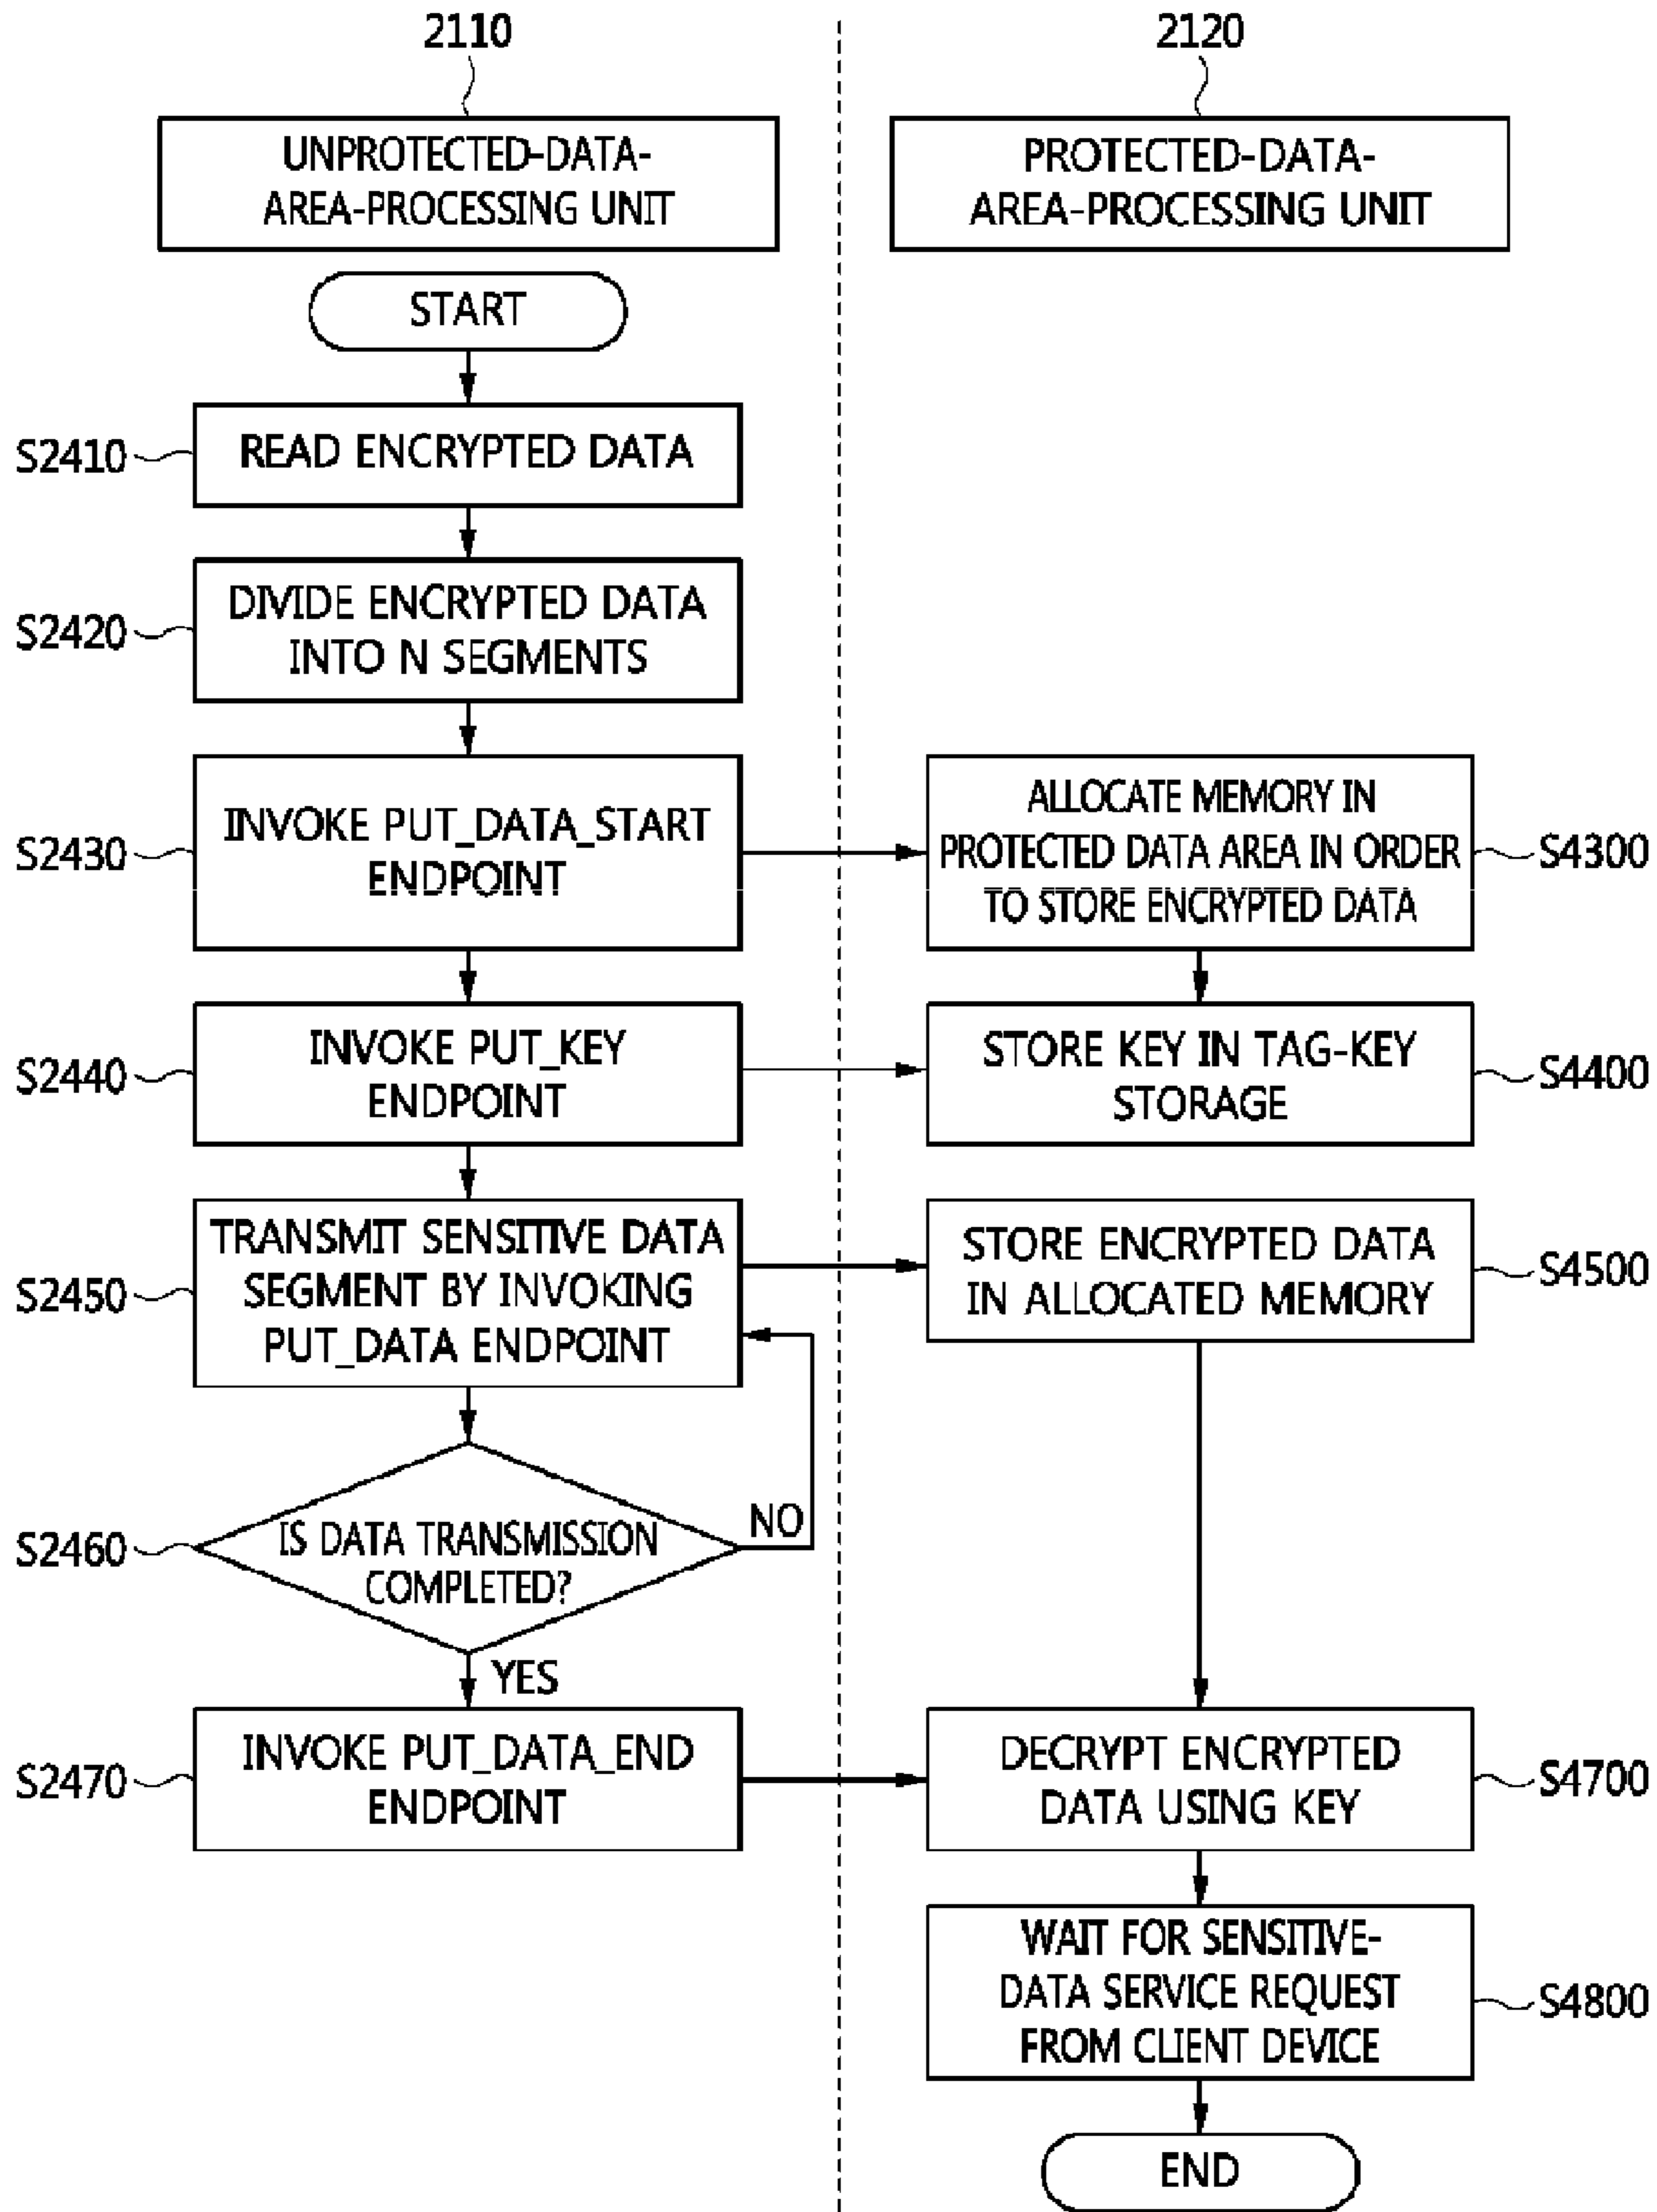 2110
2120
UNPROTECTED-DATA-
AREA-PROCESSING UNIT
PROTECTED-DATA-
AREA-PROCESSING UNIT
START
S2410
READ ENCRYPTED DATA
S2420
DIVIDE ENCRYPTED DATA
INTO N SEGMENTS
S2430
INVOKE PUT_DATA_START
ENDPOINT
ALLOCATE MEMORY IN
PROTECTED DATA AREA IN ORDER
TO STORE ENCRYPTED DATA
S4300
S2440
INVOKE PUT_KEY
ENDPOINT
STORE KEY IN TAG-KEY
STORAGE
S4400
S2450
TRANSMIT SENSITIVE DATA
SEGMENT BY INVOKING
PUT_DATA ENDPOINT
STORE ENCRYPTED DATA
IN ALLOCATED MEMORY
S4500
S2460
IS DATA TRANSMISSION
COMPLETED?
NO
YES
S2470
INVOKE PUT_DATA_END
ENDPOINT
DECRYPT ENCRYPTED
DATA USING KEY
S4700
WAIT FOR SENSITIVE-
DATA SERVICE REQUEST
FROM CLIENT DEVICE
S4800
END